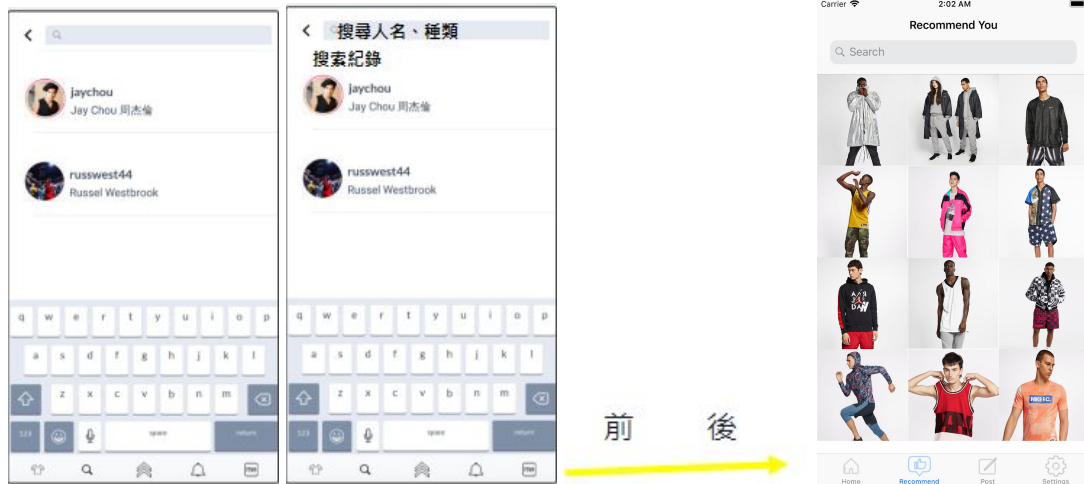 jaychou
Jay Chou 周杰倫
russwest44
Russel Westbrook
q w e r t y u i o p
a s d f g h j k l
z x c v b n m
123 space return
me
搜尋人名、種類
搜索紀錄
jaychou
Jay Chou 周杰倫
russwest44
Russel Westbrook
q w e r t y u i o p
a s d f g h j k l
z x c v b n m
123 space return
me
前 後
Carrier 2:02 AM
Recommend You
Search
Home Recommend Post Settings